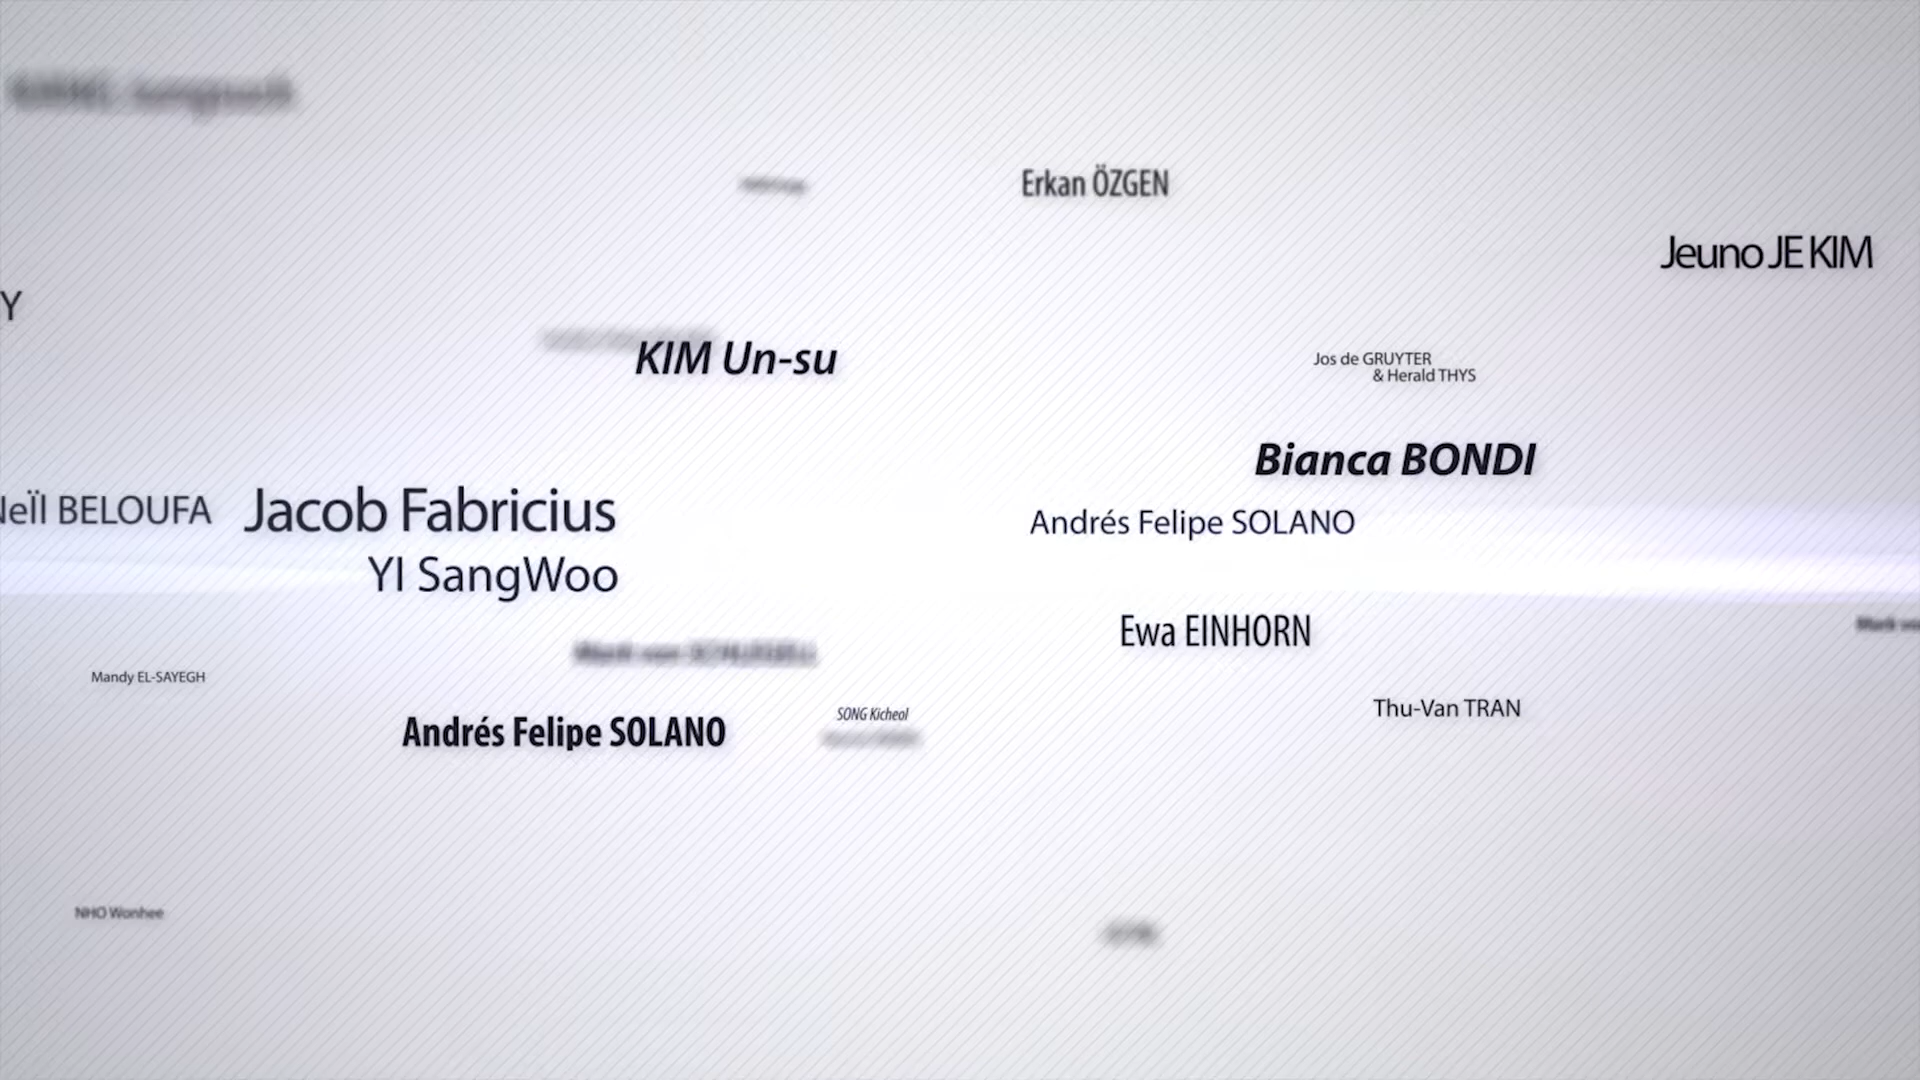 Erkan ÖZGEN
Jeuno JE KIM
Y
KIM Un-su
Jos de GRUYTER
& Herald THYS
Bianca BONDI
Neïl BELOUFA
Jacob Fabricius
Andrés Felipe SOLANO
YI SangWoo
Ewa EINHORN
Mandy EL-SAYEGH
Thu-Van TRAN
SONG Kicheol
Andrés Felipe SOLANO
NHO Wonhee